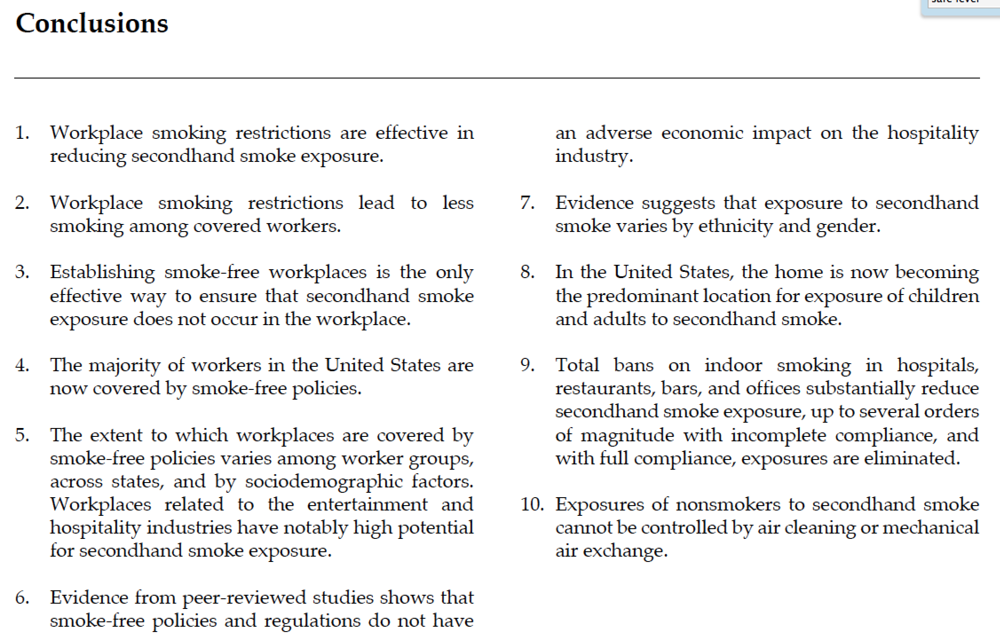 Conclusions
1. Workplace smoking restrictions are effective in
reducing secondhand smoke exposure.
2. Workplace smoking restrictions lead to less
smoking among covered workers.
3. Establishing smoke-free workplaces is the only
effective way to ensure that secondhand smoke
exposure does not occur in the workplace.
4. The majority of workers in the United States are
now covered by smoke-free policies.
5. The extent to which workplaces are covered by
smoke-free policies varies among worker groups,
across states, and by sociodemographic factors.
Workplaces related to the entertainment and
hospitality industries have notably high potential
for secondhand smoke exposure.
6. Evidence from peer-reviewed studies shows that
smoke-free policies and regulations do not have
an adverse economic impact on the hospitality
industry.
7. Evidence suggests that exposure to secondhand
smoke varies by ethnicity and gender.
8. In the United States, the home is now becoming
the predominant location for exposure of children
and adults to secondhand smoke.
9. Total bans on indoor smoking in hospitals,
restaurants, bars, and offices substantially reduce
secondhand smoke exposure, up to several orders
of magnitude with incomplete compliance, and
with full compliance, exposures are eliminated.
10. Exposures of nonsmokers to secondhand smoke
cannot be controlled by air cleaning or mechanical
air exchange.